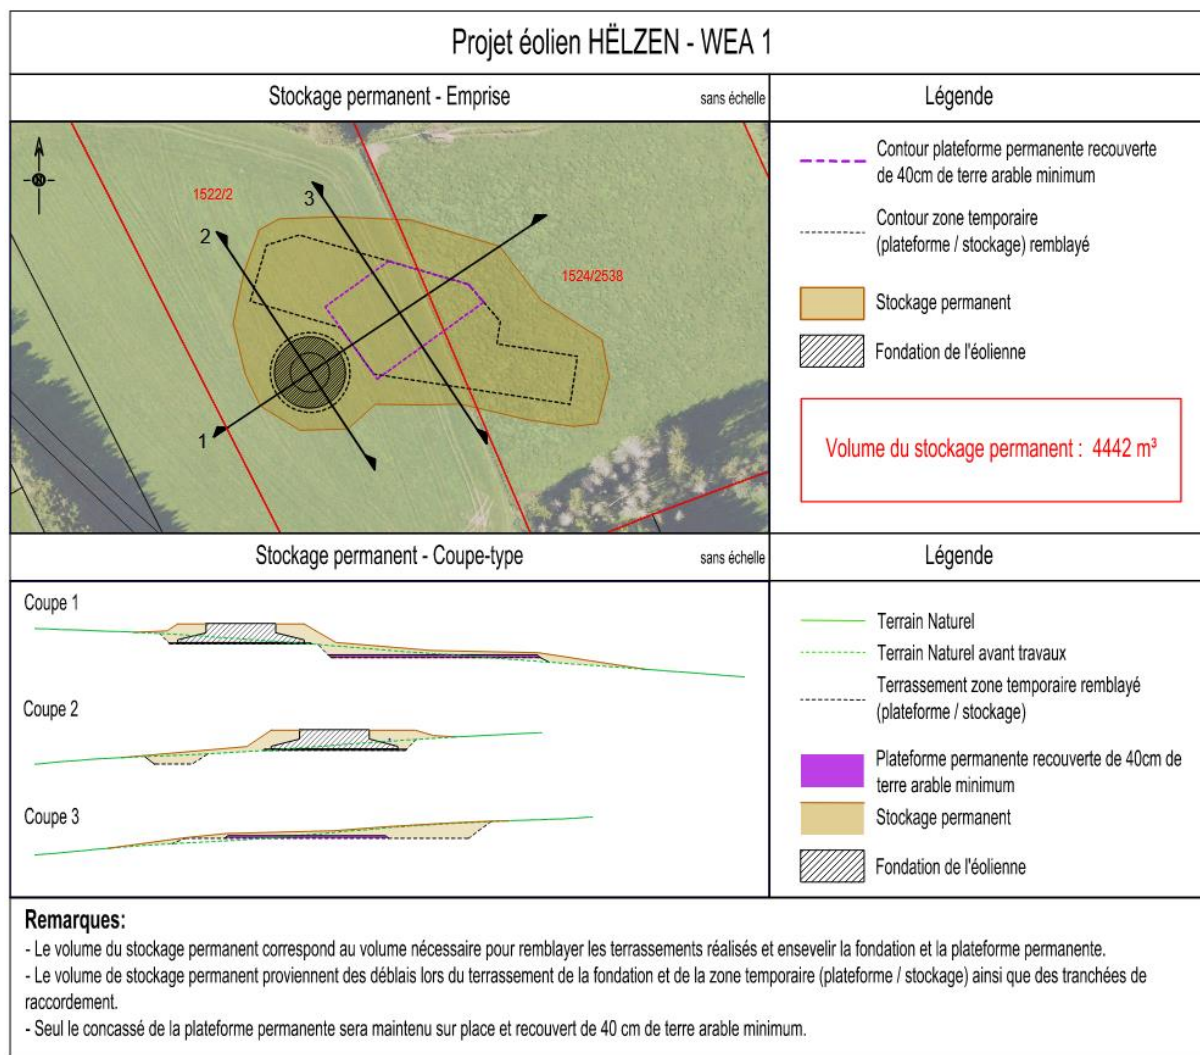 Projet éolien HËLZEN - WEA 1
Stockage permanent - Emprise
sans échelle
Légende
1522/2
3
2
1524/2538
1
Contour plateforme permanente recouverte
de 40cm de terre arable minimum
Contour zone temporaire
(plateforme / stockage) remblayé
Stockage permanent
Fondation de l'éolienne
Volume du stockage permanent : 4442 m³
Stockage permanent - Coupe-type
sans échelle
Légende
Coupe 1
Coupe 2
Coupe 3
Terrain Naturel
Terrain Naturel avant travaux
Terrassement zone temporaire remblayé
(plateforme / stockage)
Plateforme permanente recouverte de 40cm de
terre arable minimum
Stockage permanent
Fondation de l'éolienne
Remarques:
- Le volume du stockage permanent correspond au volume nécessaire pour remblayer les terrassements réalisés et ensevelir la fondation et la plateforme permanente.
- Le volume de stockage permanent proviennent des déblais lors du terrassement de la fondation et de la zone temporaire (plateforme / stockage) ainsi que des tranchées de
raccordement.
- Seul le concassé de la plateforme permanente sera maintenu sur place et recouvert de 40 cm de terre arable minimum.